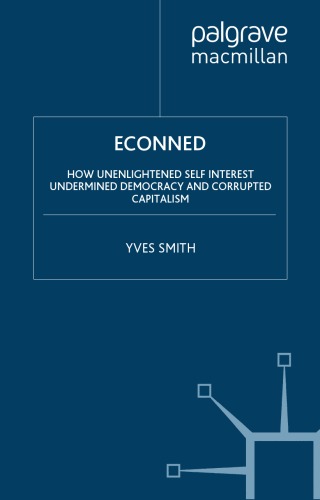 palgrave
macmillan
ECONNED
HOW UNENLIGHTENED SELF INTEREST
UNDERMINED DEMOCRACY AND CORRUPTED
CAPITALISM
YVES SMITH